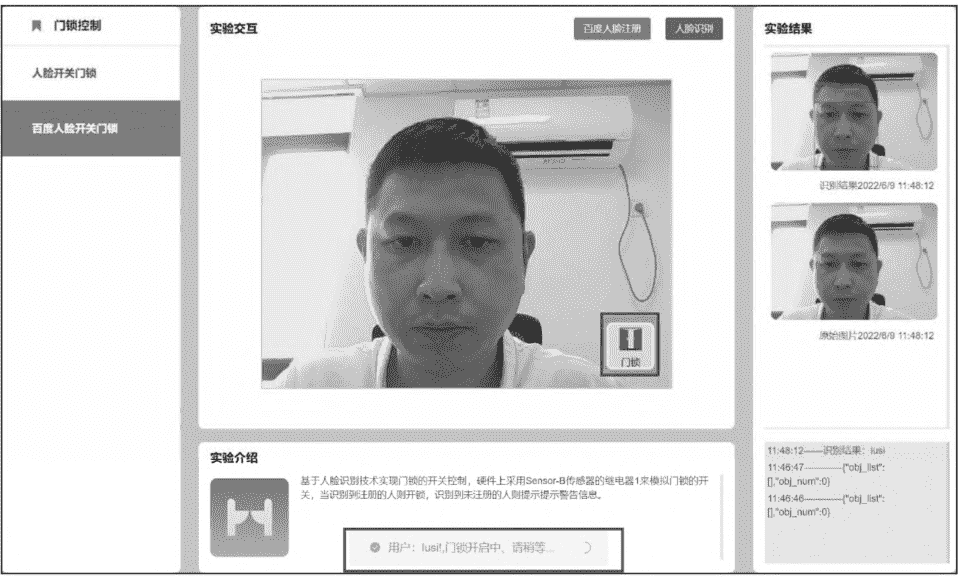 门锁控制
人脸开关门锁
百度人脸开关门锁
实验交互
百度人脸注册
人脸识别
门锁
实验介绍
基于人脸识别技术实现门锁的开关控制，硬件上采用Sensor-B传感器的继电器1来模拟门锁的开
关，当识别到注册的人则开锁，识别到未注册的人则提示提示警告信息。
用户：lusi!,门锁开启中、请稍等...
实验结果
识别结果2022/6/9 11:48:12
原始图片2022/6/9 11:48:12
11:48:12——识别结果：lusi
11:46:47--------------{"obj_list":
[],"obj_num":0}
11:46:46--------------{"obj_list":
[],"obj_num":0}